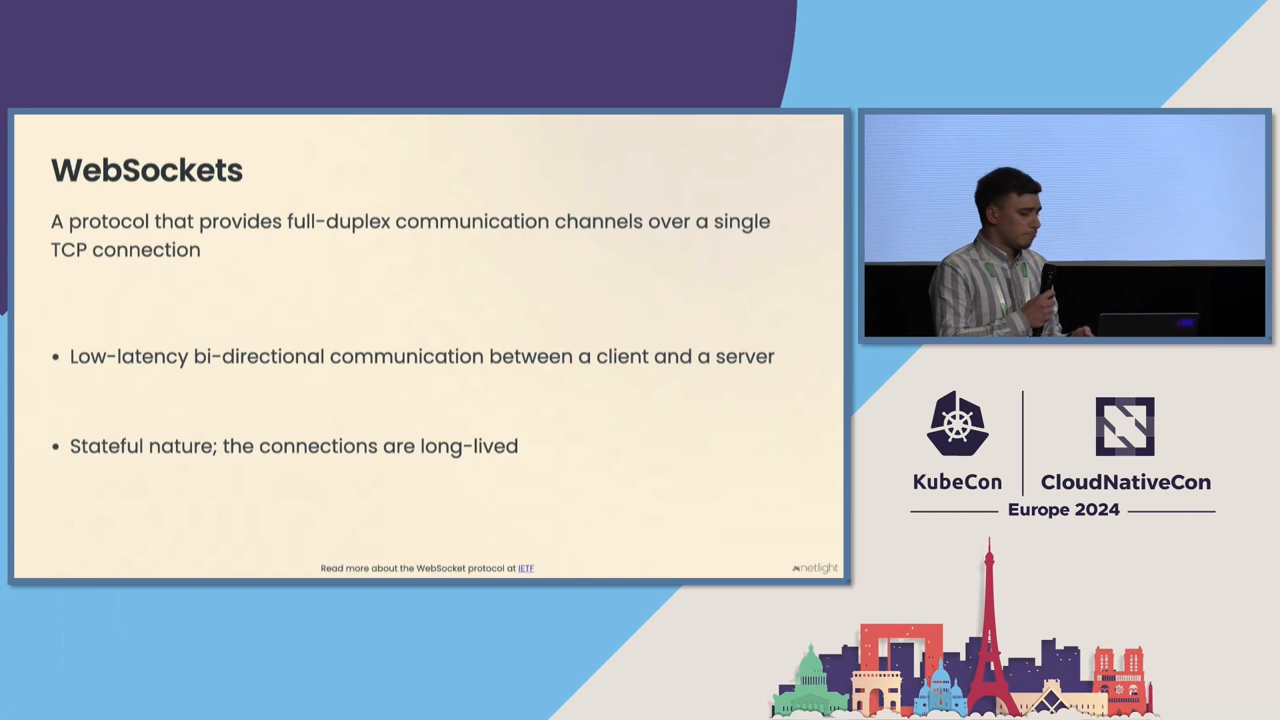 WebSockets
A protocol that provides full-duplex communication channels over a single
TCP connection
• Low-latency bi-directional communication between a client and a server
• Stateful nature; the connections are long-lived
Read more about the WebSocket protocol at IETF
netlight
KubeCon
CloudNativeCon
Europe 2024